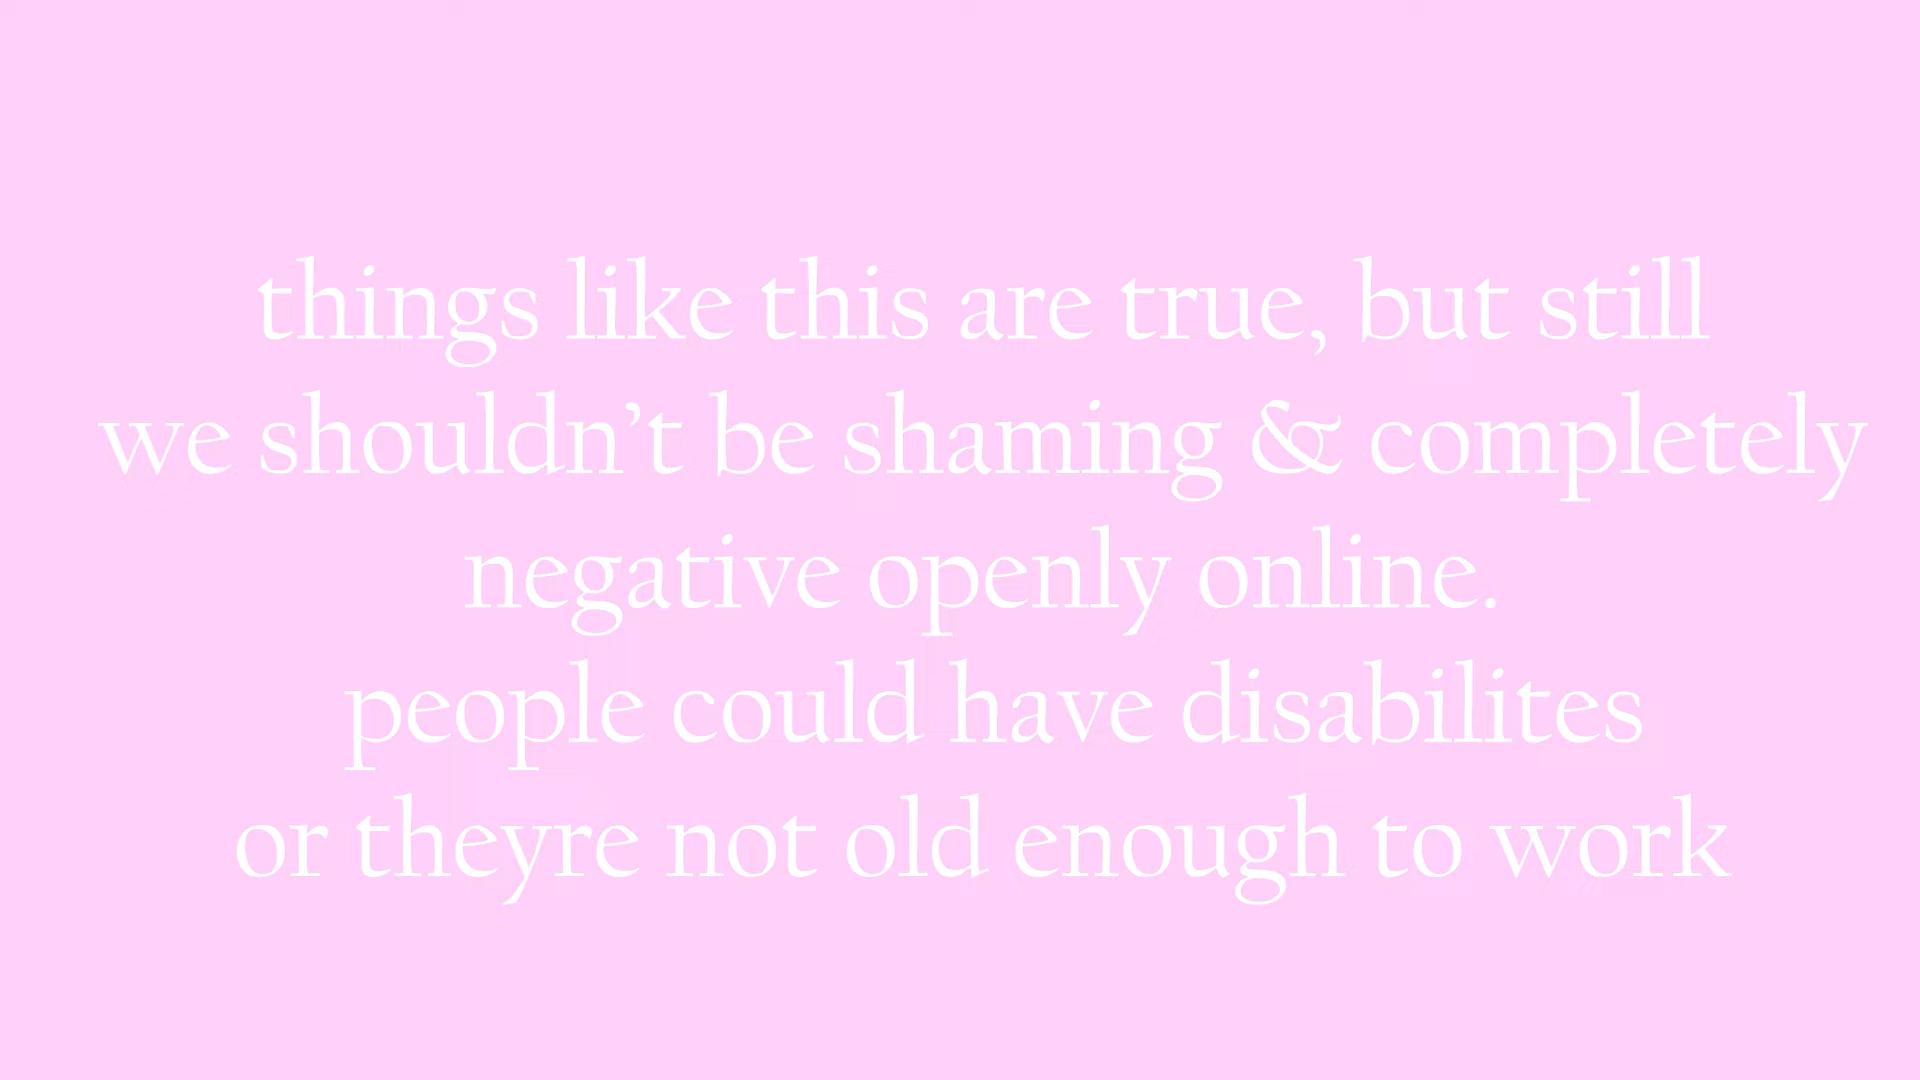 things like this are true, but still
we shouldn't be shaming & completely
negative openly online.
people could have disabilites
or theyre not old enough to work